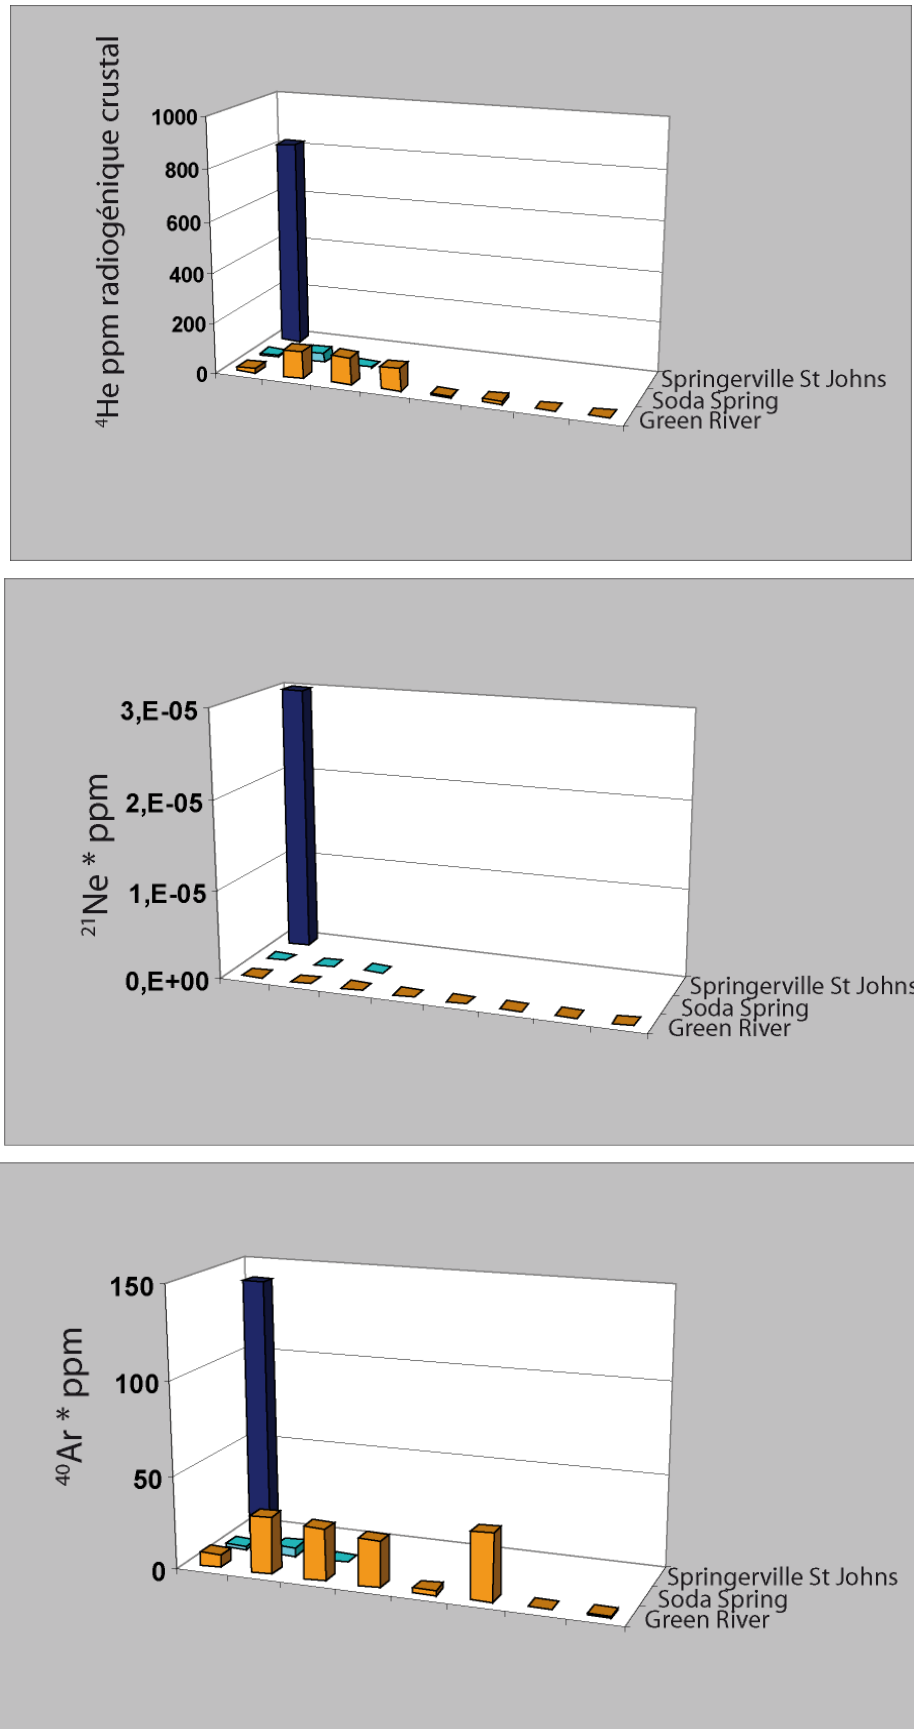 ⁴He ppm radiogénique crustal
1000
800
600
400
200
0
Springerville St Johns
Soda Spring
Green River
²¹Ne * ppm
3,E-05
2,E-05
1,E-05
0,E+00
Springerville St Johns
Soda Spring
Green River
⁴⁰Ar * ppm
150
100
50
0
Springerville St Johns
Soda Spring
Green River